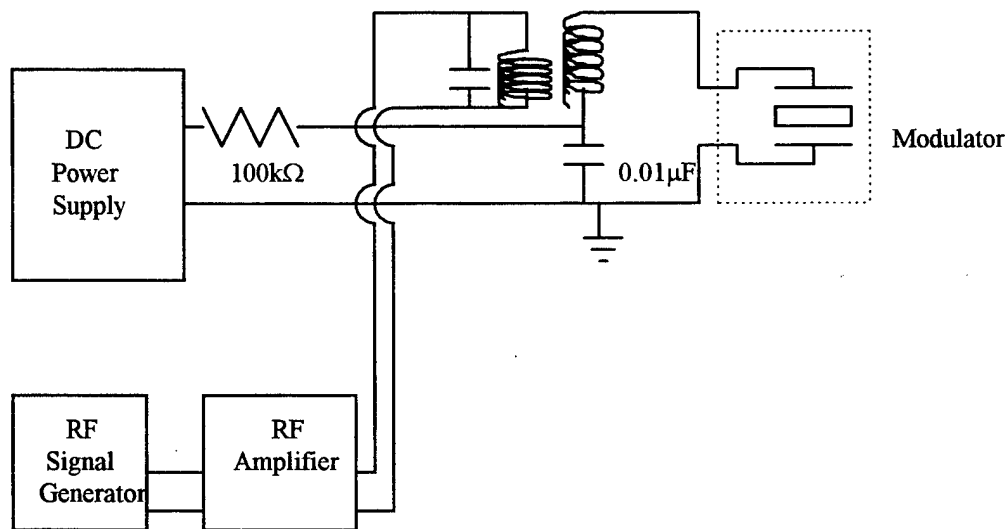 DC
Power
Supply
100kΩ
0.01μF
Modulator
RF
Signal
Generator
RF
Amplifier